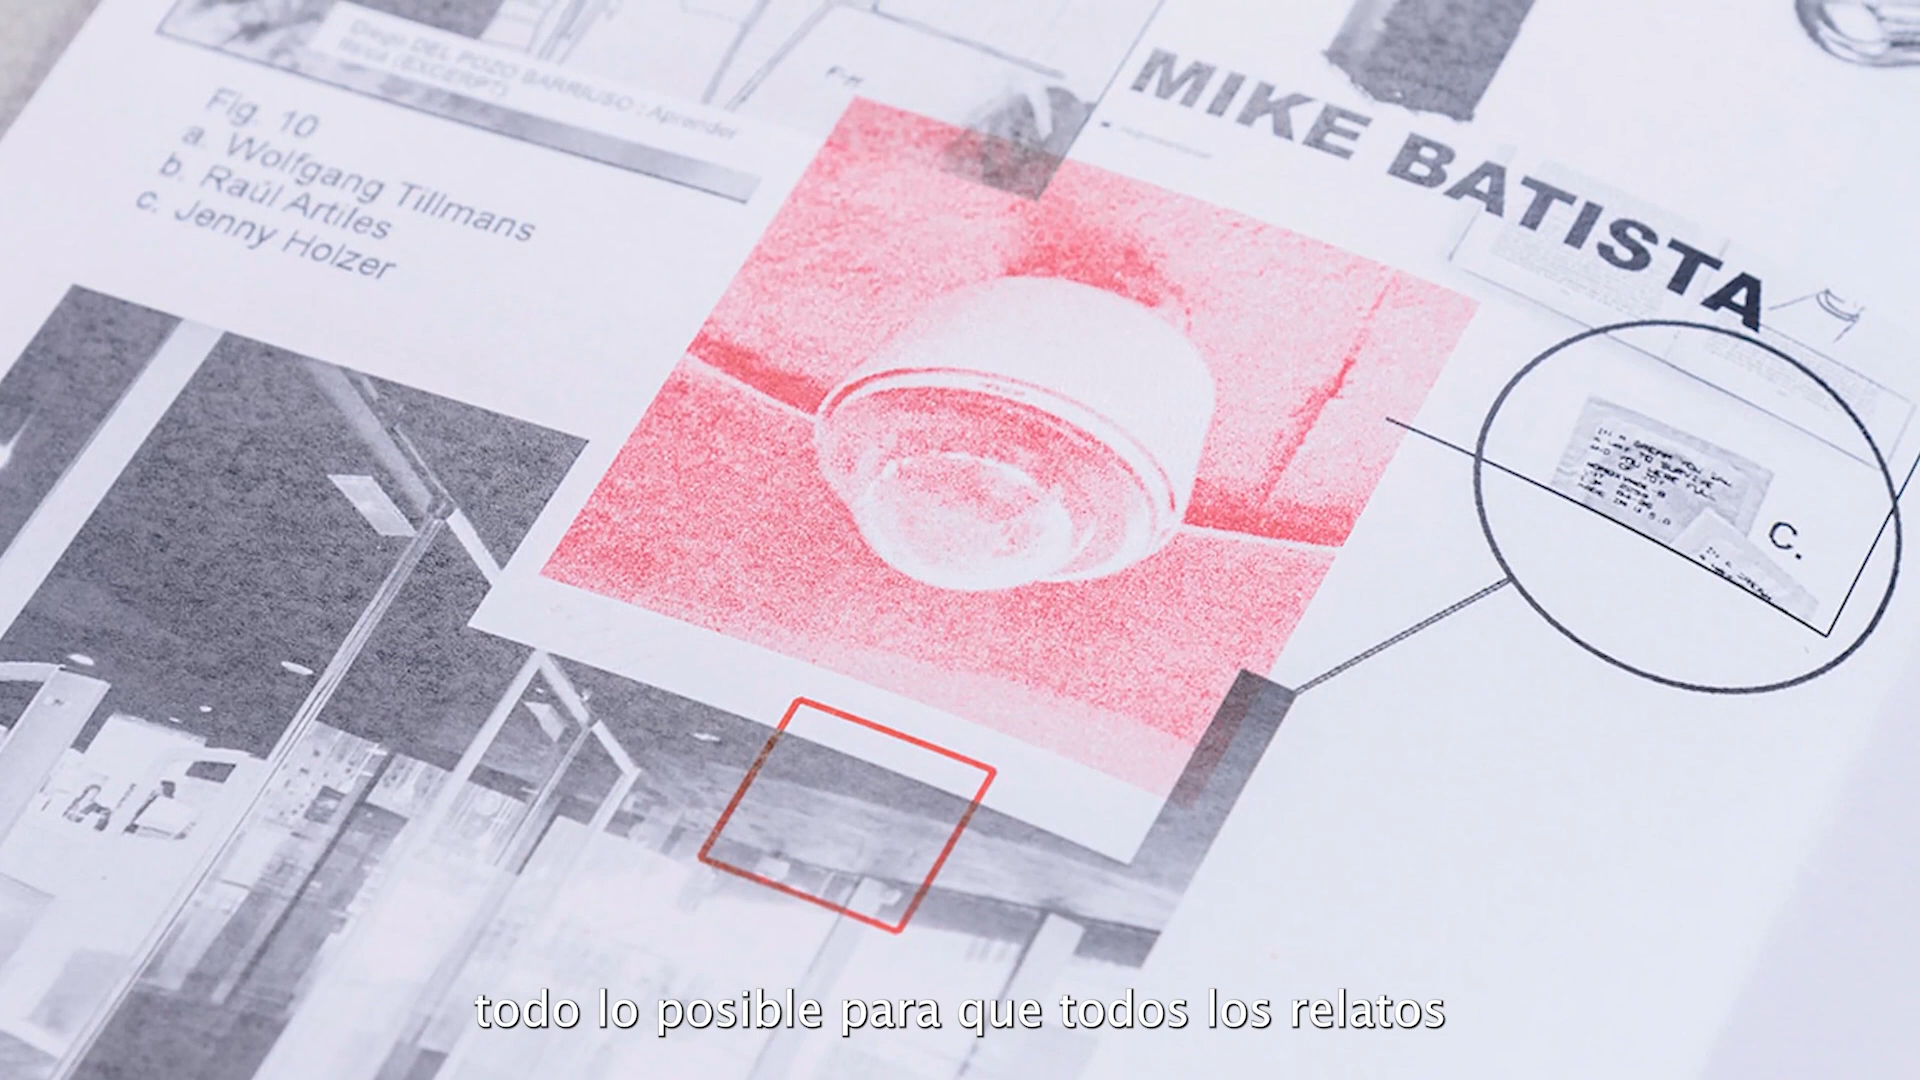 Diego DEL POZO BARRIUSO : Aprender
(EXCERPT)
MIKE BATISTA
Fig. 10
a. Wolfgang Tillmans
b. Raúl Artiles
c. Jenny Holzer
C.
todo lo posible para que todos los relatos